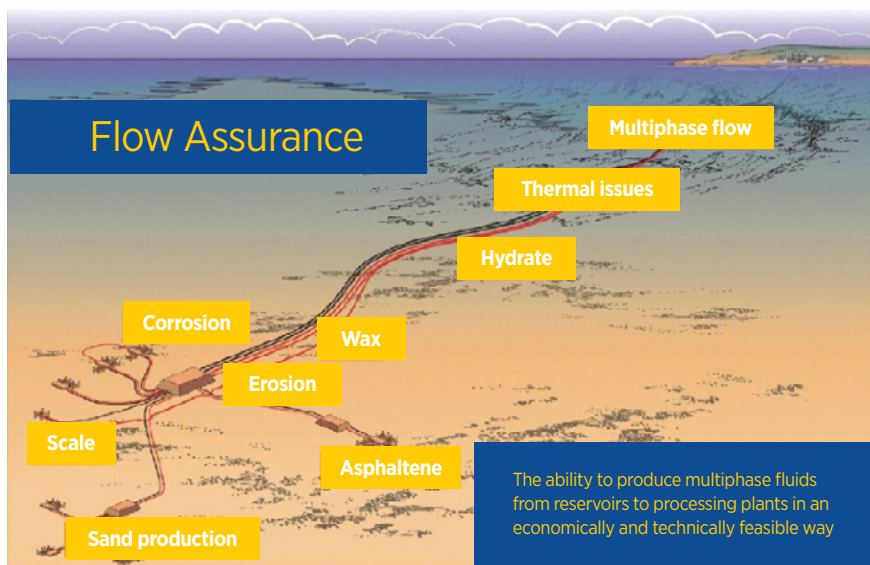 Flow Assurance
Multiphase flow
Thermal issues
Hydrate
Corrosion
Wax
Erosion
Scale
Asphaltene
Sand production
The ability to produce multiphase fluids
from reservoirs to processing plants in an
economically and technically feasible way